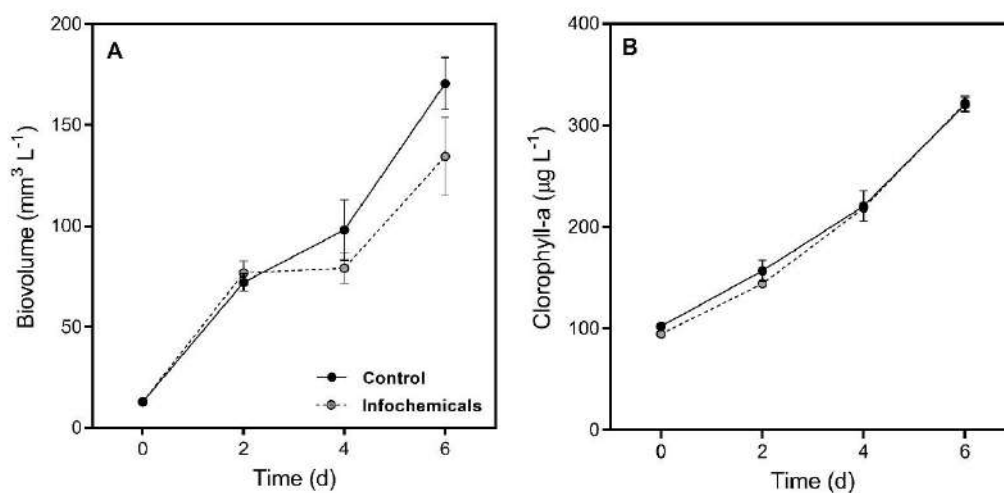 A
Biovolume (mm³ L⁻¹)
200
150
100
50
0
0 2 4 6
Time (d)
Control
Infochemicals
B
Clorophyll-a (µg L⁻¹)
400
300
200
100
0
0 2 4 6
Time (d)